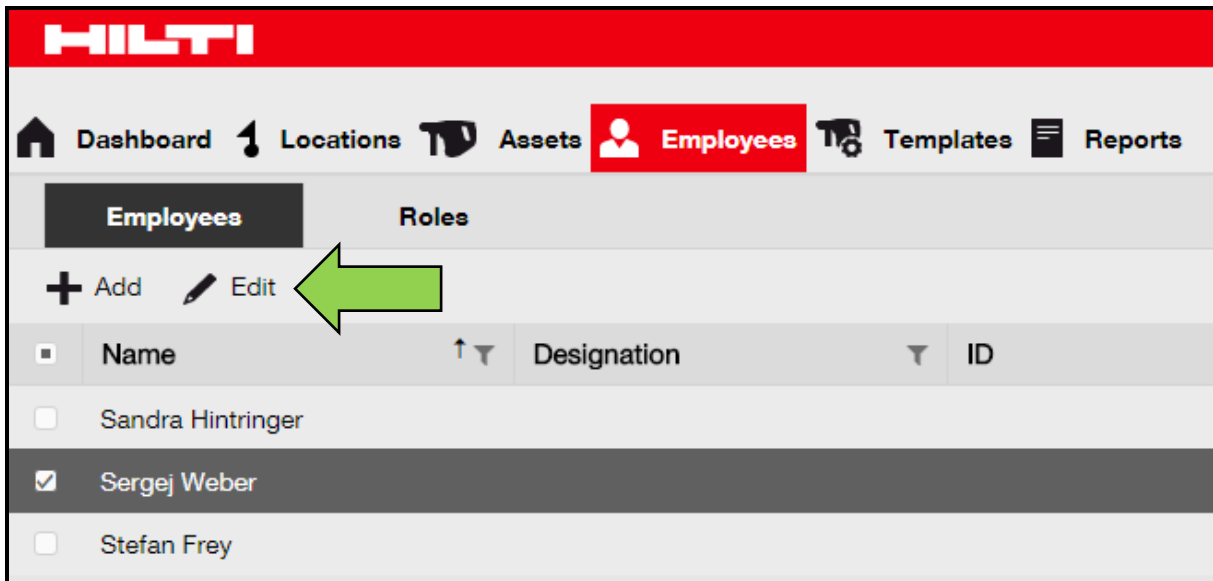 HILTI
Dashboard Locations Assets Employees Templates Reports
Employees Roles
Add Edit
Name Designation ID
Sandra Hintringer
Sergej Weber
Stefan Frey